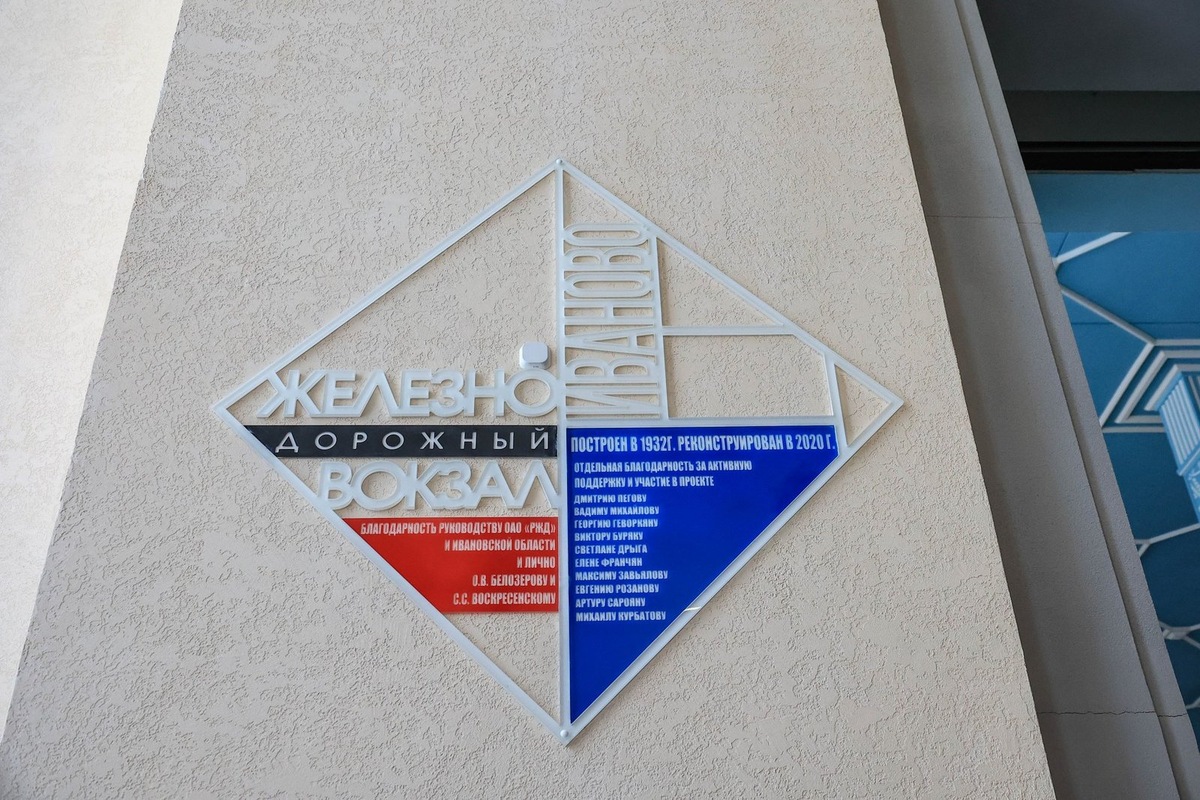 ИВАНОВО
ЖЕЛЕЗНО
ДОРОЖНЫЙ
ВОКЗАЛ
БЛАГОДАРНОСТЬ РУКОВОДСТВУ ОАО «РЖД»
И ИВАНОВСКОЙ ОБЛАСТИ
И ЛИЧНО
О.В. БЕЛОЗЕРОВУ И
С.С. ВОСКРЕСЕНСКОМУ
ПОСТРОЕН В 1932Г. РЕКОНСТРУИРОВАН В 2020 Г.
ОТДЕЛЬНАЯ БЛАГОДАРНОСТЬ ЗА АКТИВНУЮ
ПОДДЕРЖКУ И УЧАСТИЕ В ПРОЕКТЕ
ДМИТРИЮ ПЕГОВУ
ВАДИМУ МИХАЙЛОВУ
ГЕОРГИЮ ГЕВОРКЯНУ
ВИКТОРУ БУРЯКУ
СВЕТЛАНЕ ДРЫГА
ЕЛЕНЕ ФРАНЧЯН
МАКСИМУ ЗАВЬЯЛОВУ
ЕВГЕНИЮ РОЗАНОВУ
АРТУРУ САРОЯНУ
МИХАИЛУ КУРБАТОВУ